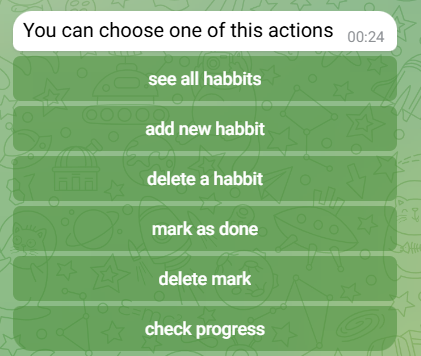 You can choose one of this actions 00:24
see all habbits
add new habbit
delete a habbit
mark as done
delete mark
check progress